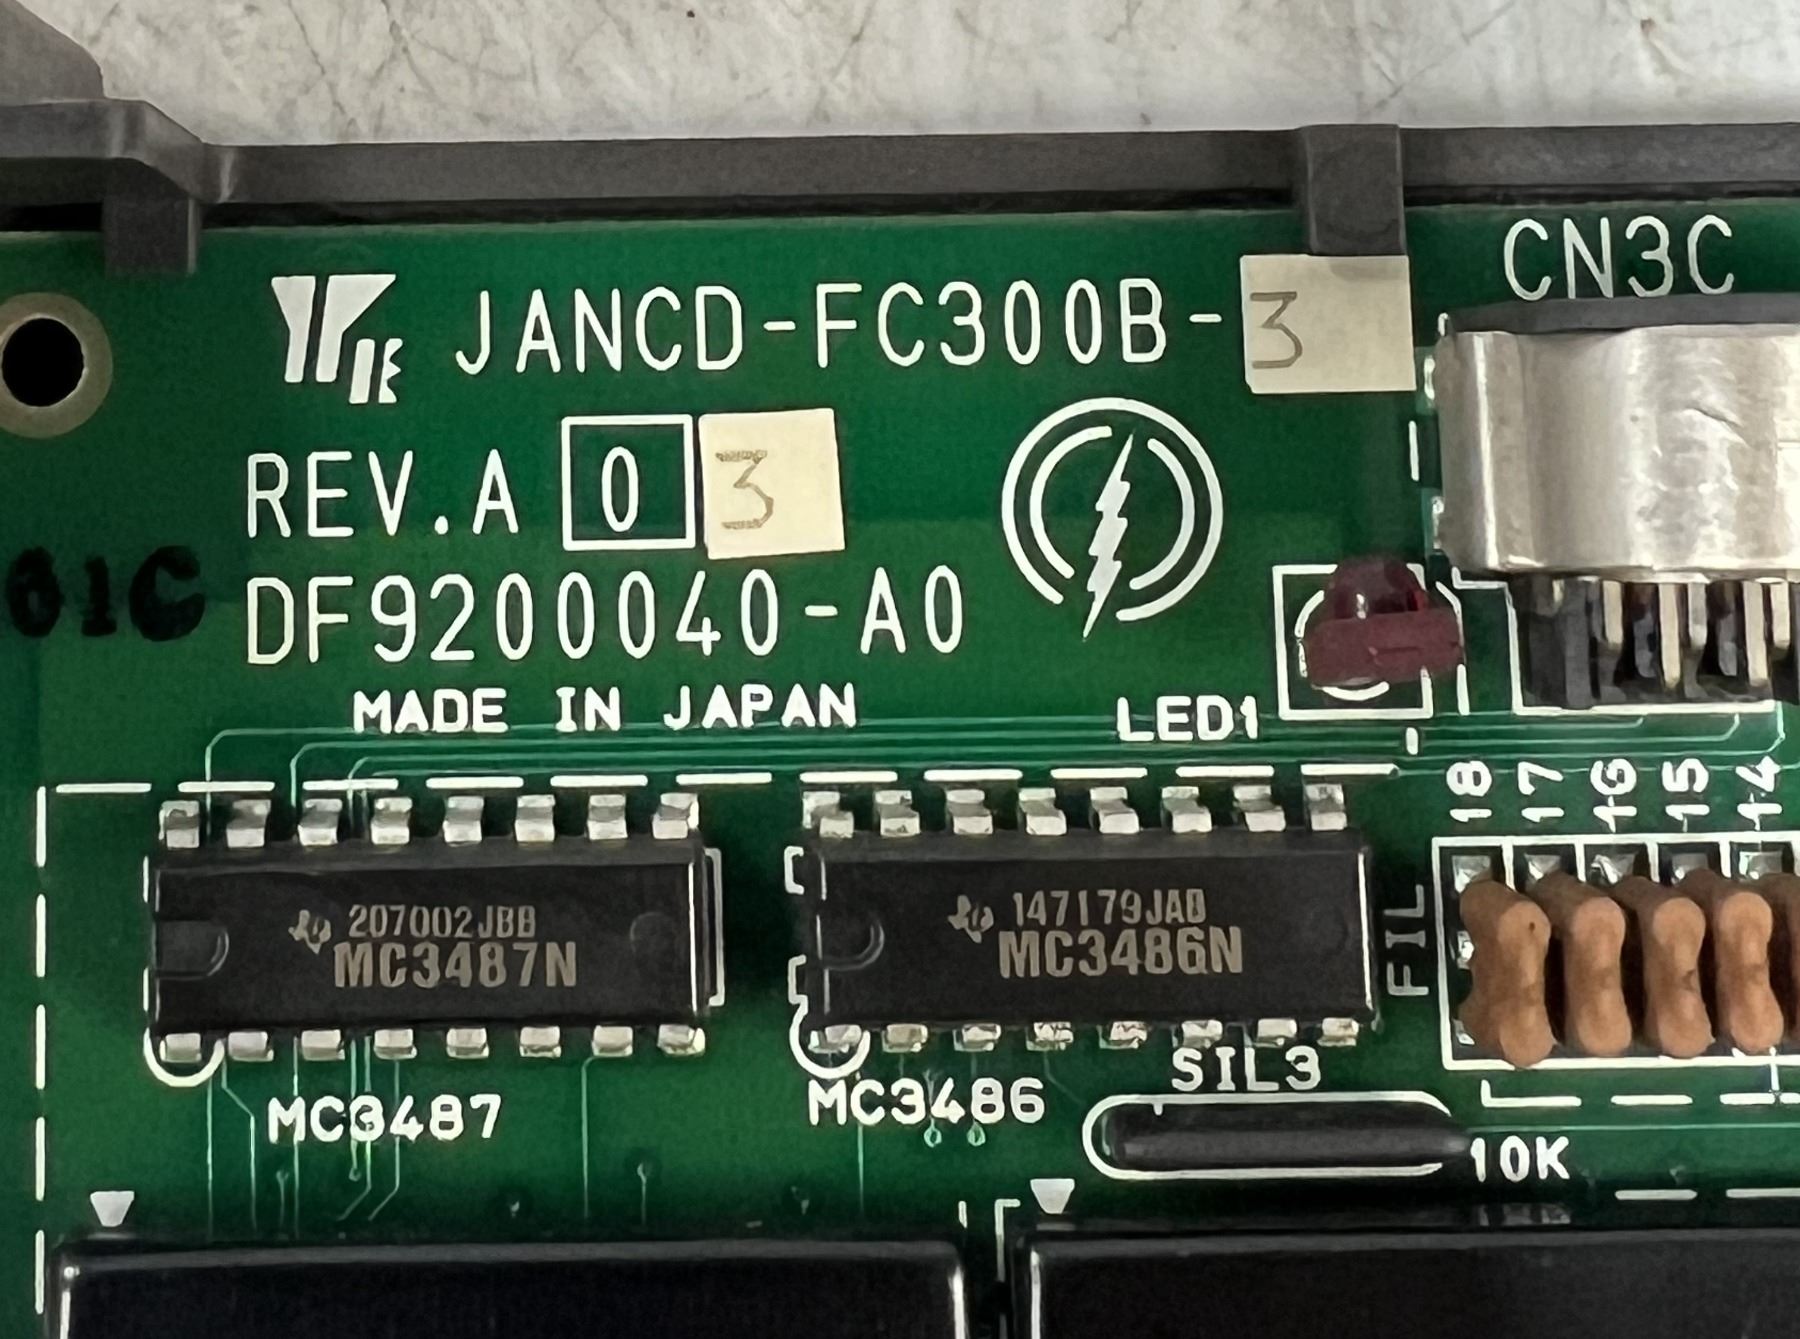 CN3C
JANCD-FC300B-3
REV.A 0 3
61C
DF9200040-A0
MADE IN JAPAN
LED1
18 17 16 15 14
207002JBB
MC3487N
147179JAB
MC3486N
FIL
SIL3
MC3487
MC3486
10K